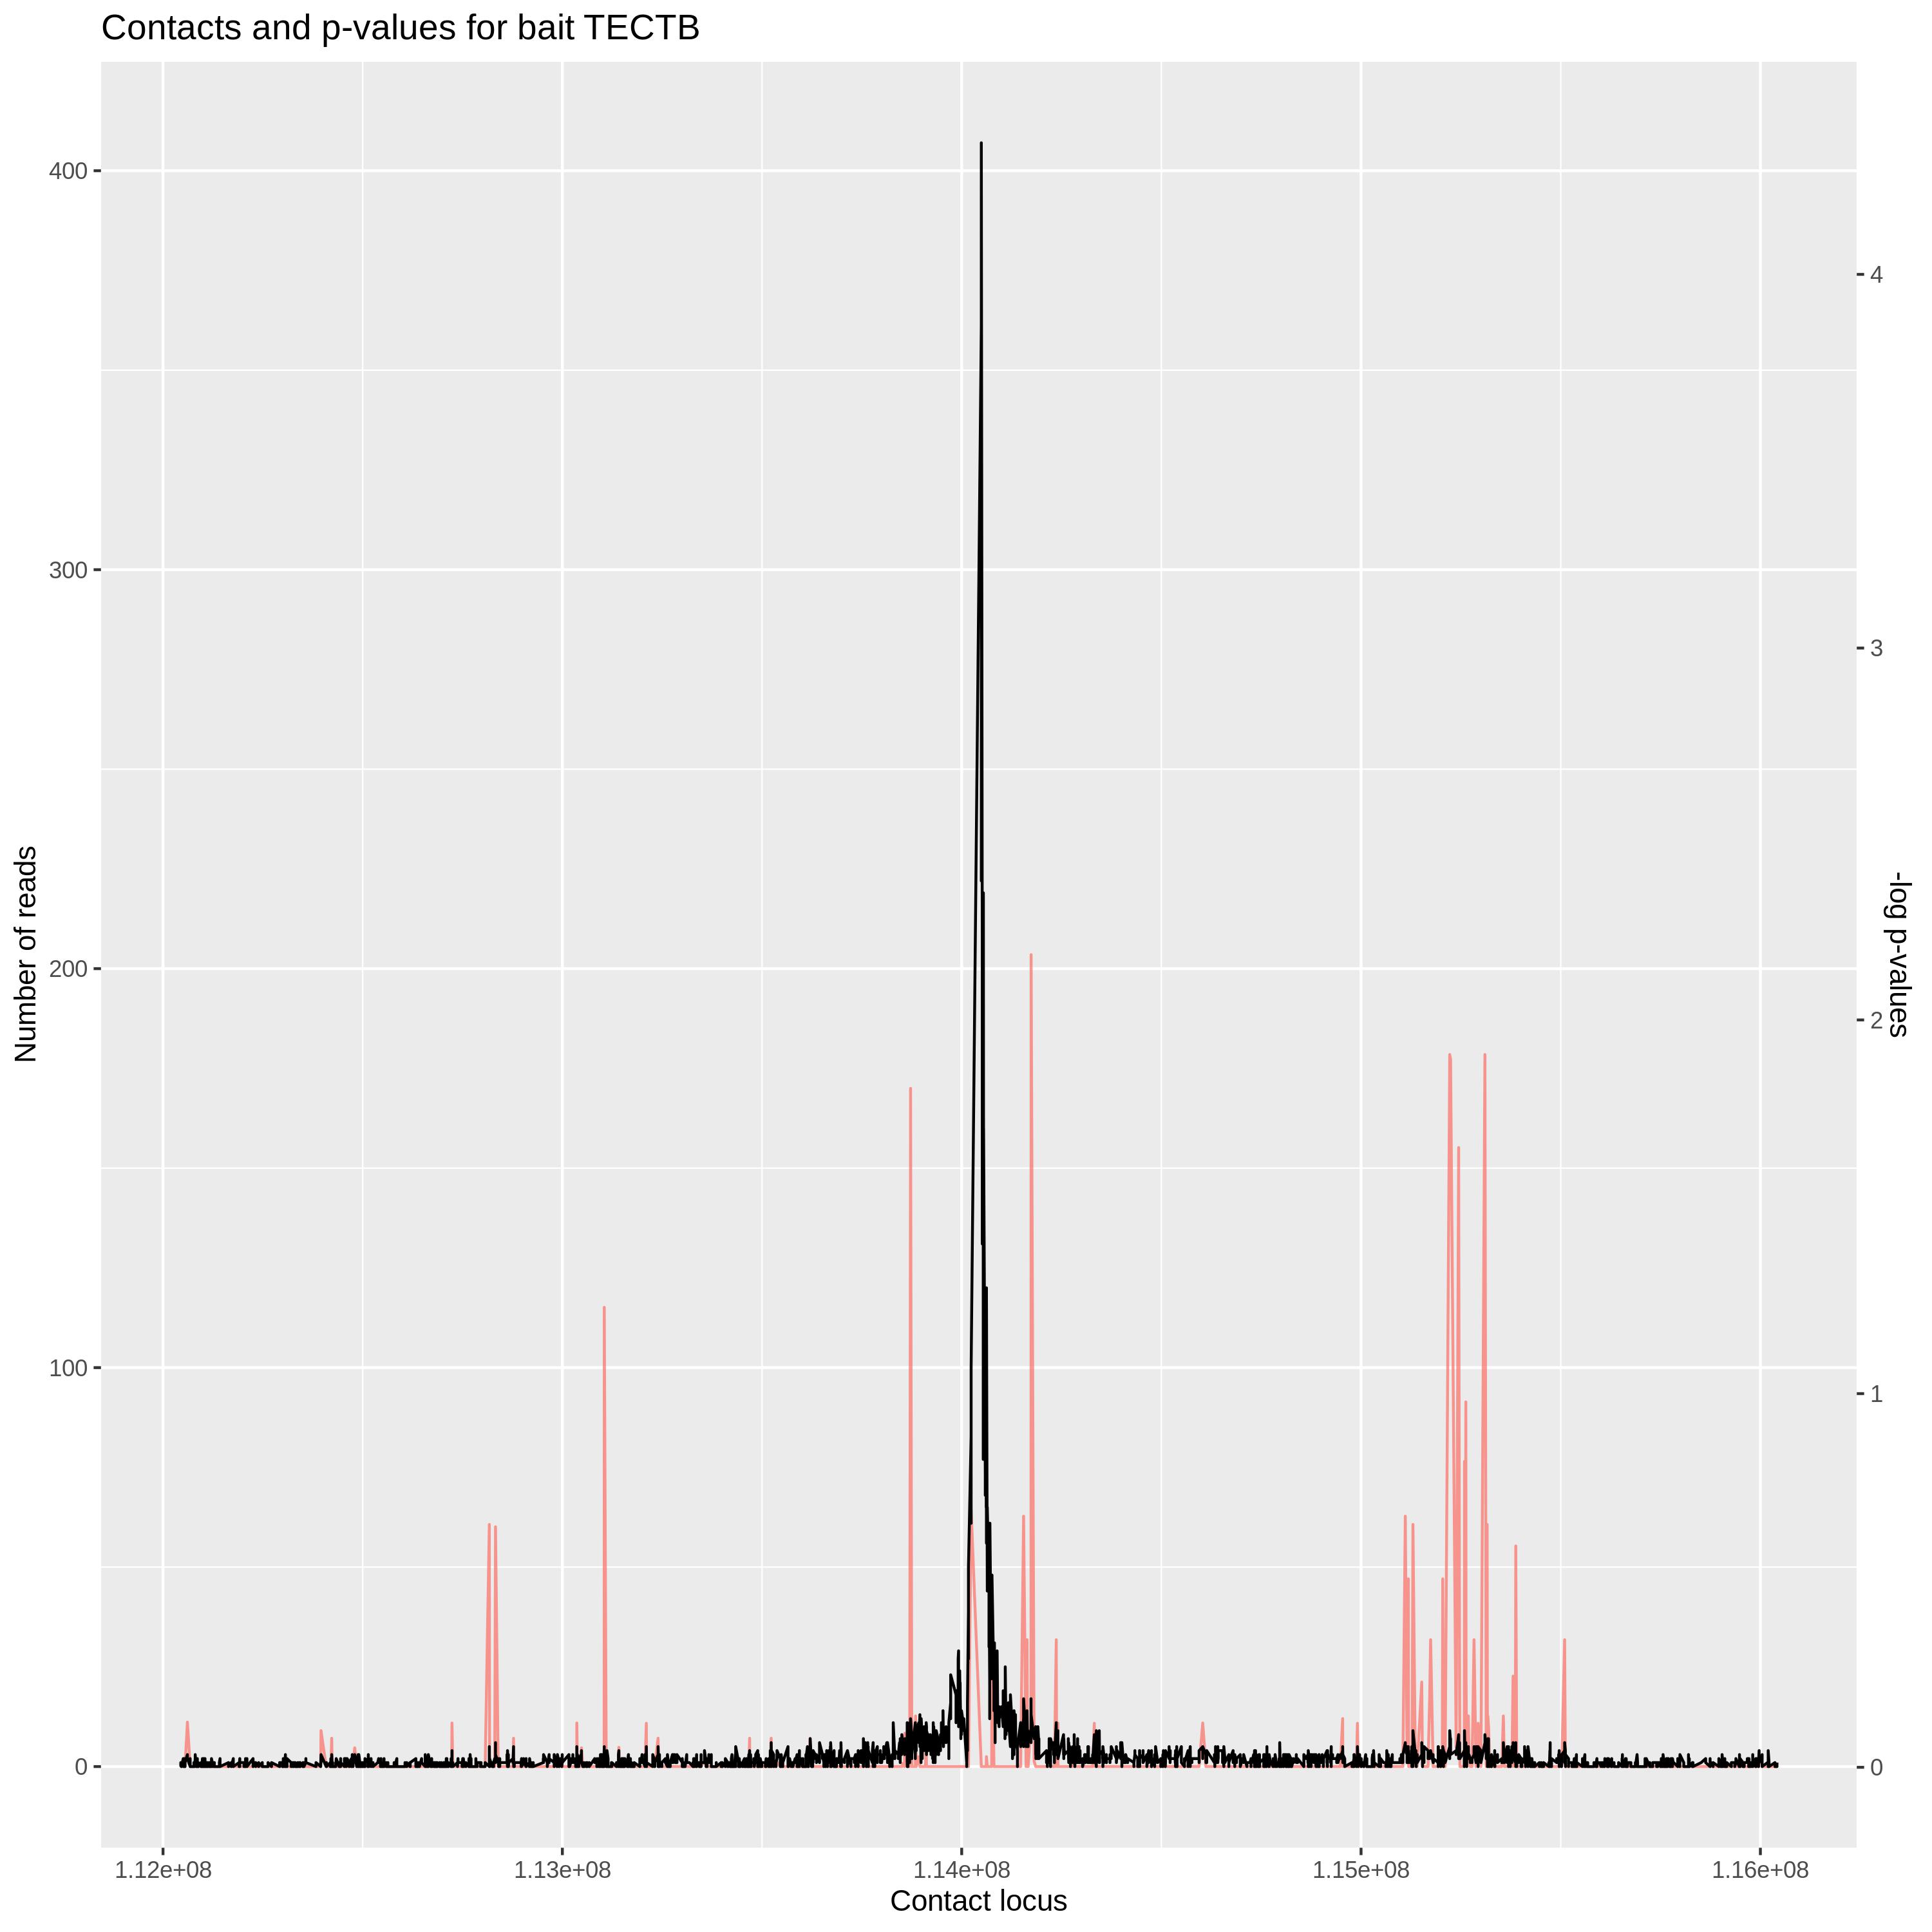 Contacts and p-values for bait TECTB
400
300
200
100
0
Number of reads
4
3
2
1
0
-log p-values
1.12e+08
1.13e+08
1.14e+08
1.15e+08
1.16e+08
Contact locus